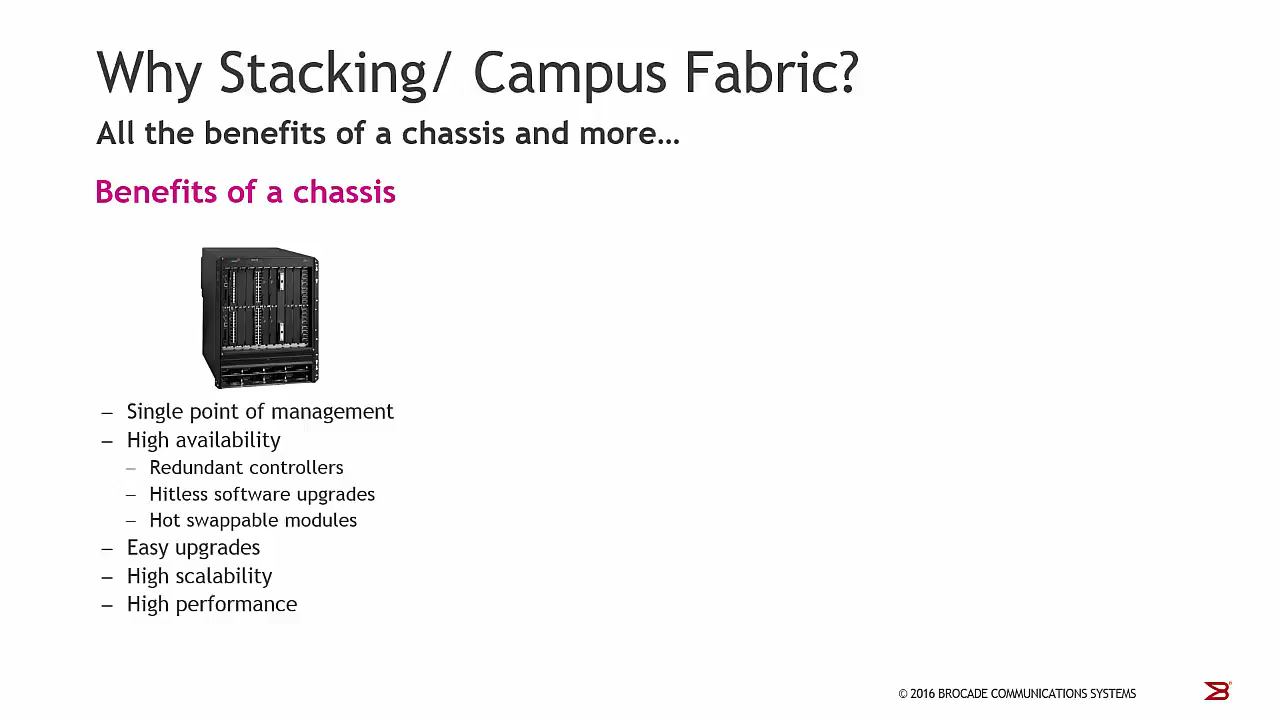 Why Stacking/ Campus Fabric?
All the benefits of a chassis and more…
Benefits of a chassis
– Single point of management
– High availability
– Redundant controllers
– Hitless software upgrades
– Hot swappable modules
– Easy upgrades
– High scalability
– High performance
© 2016 BROCADE COMMUNICATIONS SYSTEMS